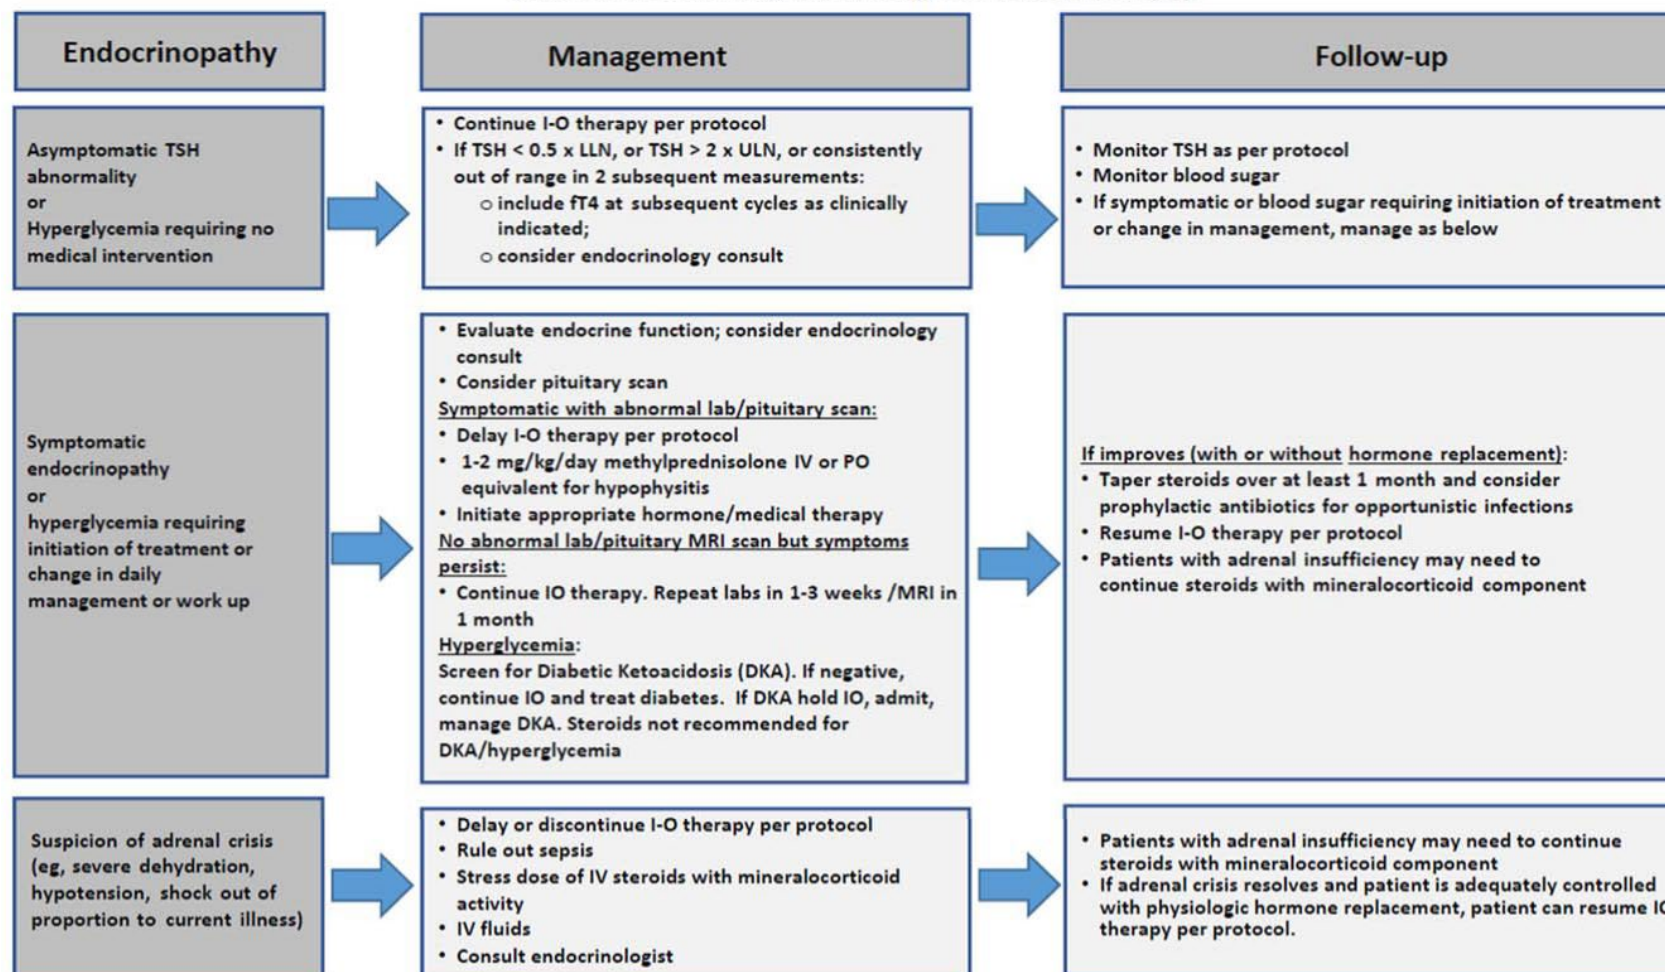 Endocrinopathy
Management
Follow-up
Asymptomatic TSH
abnormality
or
Hyperglycemia requiring no
medical intervention
• Continue I-O therapy per protocol
• If TSH < 0.5 x LLN, or TSH > 2 x ULN, or consistently
out of range in 2 subsequent measurements:
o include fT4 at subsequent cycles as clinically
indicated;
o consider endocrinology consult
• Monitor TSH as per protocol
• Monitor blood sugar
• If symptomatic or blood sugar requiring initiation of treatment
or change in management, manage as below
Symptomatic
endocrinopathy
or
hyperglycemia requiring
initiation of treatment or
change in daily
management or work up
• Evaluate endocrine function; consider endocrinology
consult
• Consider pituitary scan
Symptomatic with abnormal lab/pituitary scan:
• Delay I-O therapy per protocol
• 1-2 mg/kg/day methylprednisolone IV or PO
equivalent for hypophysitis
• Initiate appropriate hormone/medical therapy
No abnormal lab/pituitary MRI scan but symptoms
persist:
• Continue IO therapy. Repeat labs in 1-3 weeks /MRI in
1 month
Hyperglycemia:
Screen for Diabetic Ketoacidosis (DKA). If negative,
continue IO and treat diabetes. If DKA hold IO, admit,
manage DKA. Steroids not recommended for
DKA/hyperglycemia
If improves (with or without hormone replacement):
• Taper steroids over at least 1 month and consider
prophylactic antibiotics for opportunistic infections
• Resume I-O therapy per protocol
• Patients with adrenal insufficiency may need to
continue steroids with mineralocorticoid component
Suspicion of adrenal crisis
(eg, severe dehydration,
hypotension, shock out of
proportion to current illness)
• Delay or discontinue I-O therapy per protocol
• Rule out sepsis
• Stress dose of IV steroids with mineralocorticoid
activity
• IV fluids
• Consult endocrinologist
• Patients with adrenal insufficiency may need to continue
steroids with mineralocorticoid component
• If adrenal crisis resolves and patient is adequately controlled
with physiologic hormone replacement, patient can resume
therapy per protocol.